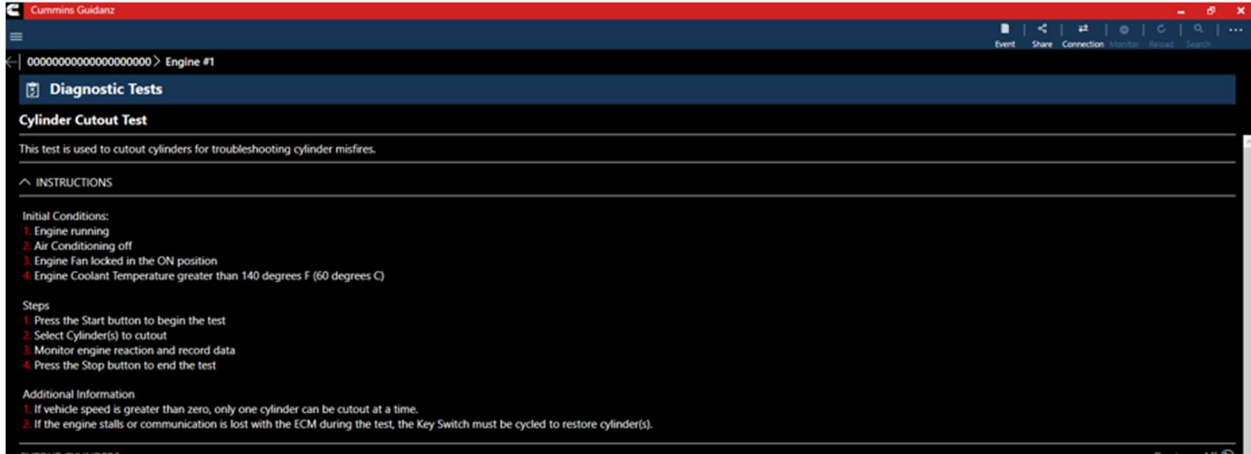 Cummins Guidanz
Event Share Connection Monitor Reload Search
00000000000000000000 > Engine #1
Diagnostic Tests
Cylinder Cutout Test
This test is used to cutout cylinders for troubleshooting cylinder misfires.
INSTRUCTIONS
Initial Conditions:
1. Engine running
2. Air Conditioning off
3. Engine Fan locked in the ON position
4. Engine Coolant Temperature greater than 140 degrees F (60 degrees C)
Steps
1. Press the Start button to begin the test
2. Select Cylinder(s) to cutout
3. Monitor engine reaction and record data
4. Press the Stop button to end the test
Additional Information
1. If vehicle speed is greater than zero, only one cylinder can be cutout at a time.
2. If the engine stalls or communication is lost with the ECM during the test, the Key Switch must be cycled to restore cylinder(s).